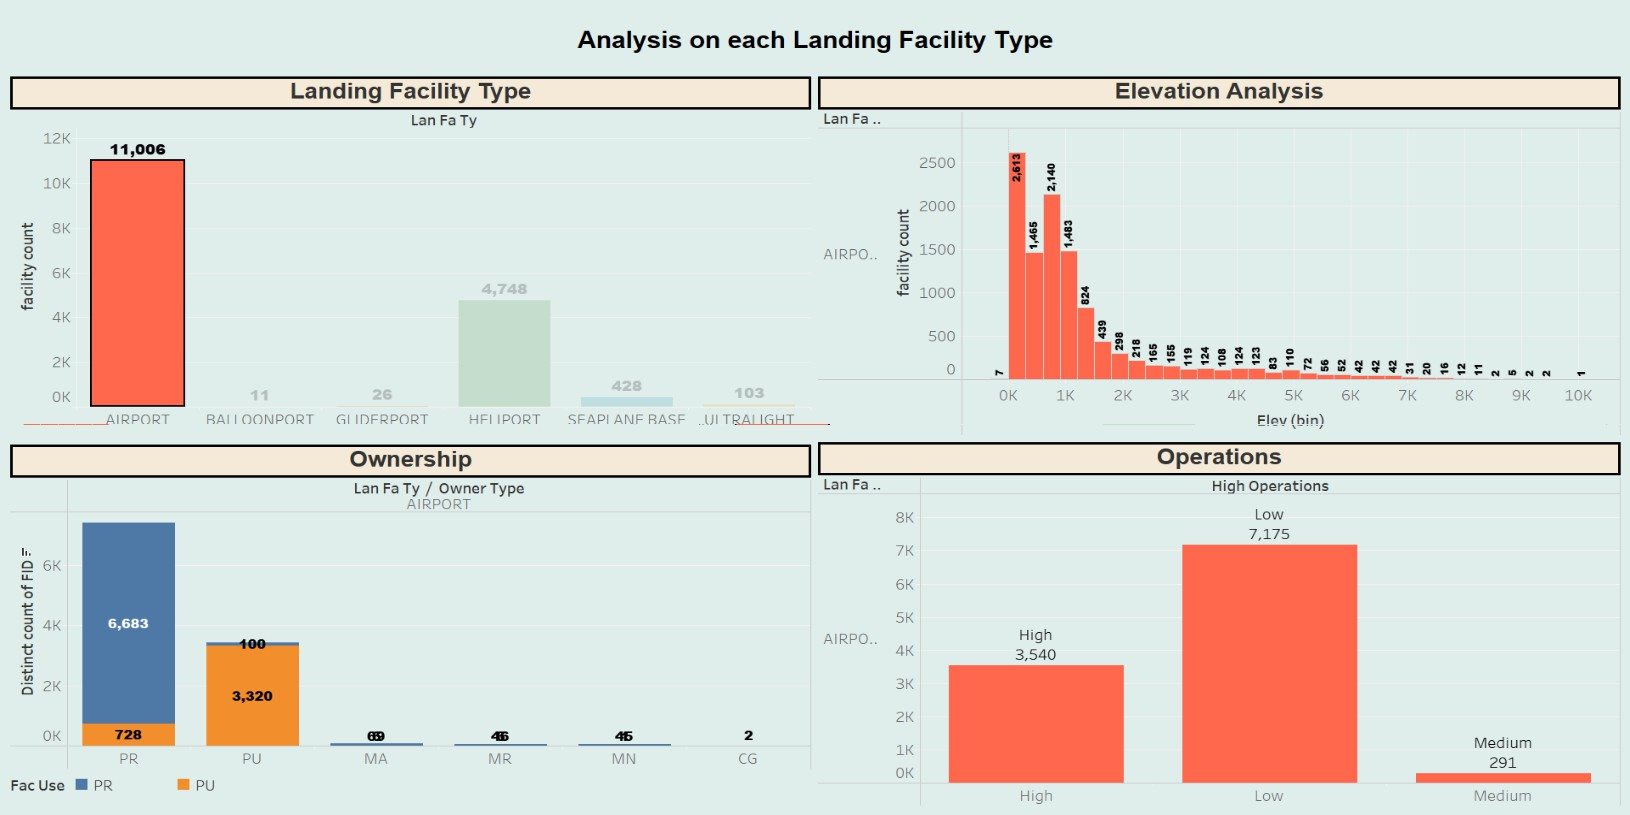 Analysis on each Landing Facility Type
Landing Facility Type
Lan Fa Ty
facility count
12K
10K
8K
6K
4K
2K
0K
11,006
11
26
4,748
428
103
AIRPORT
BALLOONPORT
GLIDERPORT
HELIPORT
SEAPLANE BASE
ULTRALIGHT
Elevation Analysis
Lan Fa ..
AIRPO..
facility count
2500
2000
1500
1000
500
0
7
2,613
1,465
2,140
1,483
824
439
298
218
165
155
119
124
108
124
123
83
110
72
56
52
42
42
42
31
20
16
12
11
2
5
2
2
1
0K
1K
2K
3K
4K
5K
6K
7K
8K
9K
10K
Elev (bin)
Ownership
Lan Fa Ty / Owner Type
AIRPORT
Distinct count of FID
6K
4K
2K
0K
6,683
728
100
3,320
69
46
45
2
PR
PU
MA
MR
MN
CG
Fac Use
PR
PU
Operations
Lan Fa ..
High Operations
AIRPO..
8K
7K
6K
5K
4K
3K
2K
1K
0K
High
3,540
Low
7,175
Medium
291
High
Low
Medium